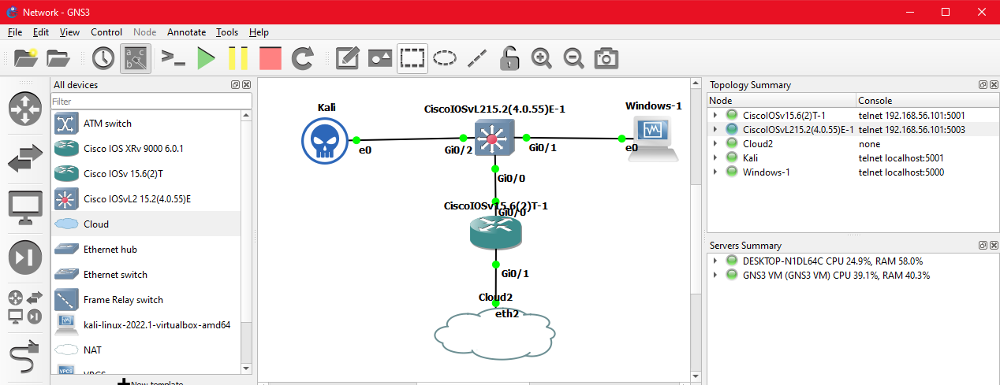 Network - GNS3
File Edit View Control Node Annotate Tools Help
All devices
Filter
ATM switch
Cisco IOS XRv 9000 6.0.1
Cisco IOSv 15.6(2)T
Cisco IOSvL2 15.2(4.0.55)E
Cloud
Ethernet hub
Ethernet switch
Frame Relay switch
kali-linux-2022.1-virtualbox-amd64
NAT
VPCS
New template
Kali
e0
CiscoIOSvL215.2(4.0.55)E-1
Gi0/2
Gi0/1
Windows-1
e0
Gi0/0
CiscoIOSv15.6(2)T-1
Gi0/0
Gi0/1
Cloud2
eth2
Topology Summary
Node Console
CiscoIOSv15.6(2)T-1 telnet 192.168.56.101:5001
CiscoIOSvL215.2(4.0.55)E-1 telnet 192.168.56.101:5003
Cloud2 none
Kali telnet localhost:5001
Windows-1 telnet localhost:5000
Servers Summary
DESKTOP-N1DL64C CPU 24.9%, RAM 58.0%
GNS3 VM (GNS3 VM) CPU 39.1%, RAM 40.3%